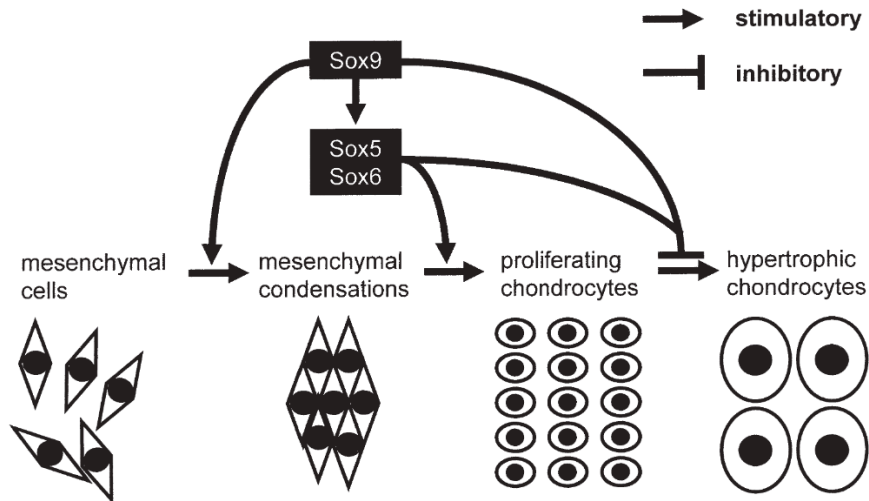 stimulatory
inhibitory
Sox9
Sox5
Sox6
mesenchymal
cells
mesenchymal
condensations
proliferating
chondrocytes
hypertrophic
chondrocytes